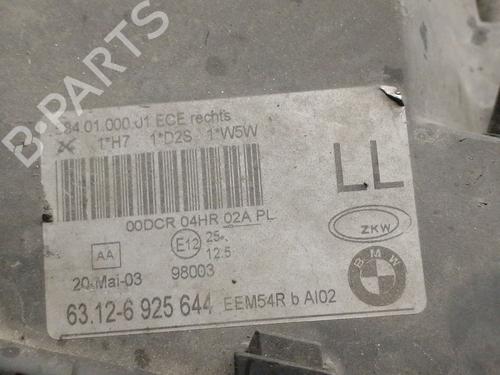 B-PARTS
84.01.000.01 ECE rechts
1*H7 1*D2S 1*W5W
LL
00DCR 04HR 02A PL
AA E12 25
12.5
ZKW
20-Mai-03 98003
BMW
63.12-6 925 644 EEM54R b AI02